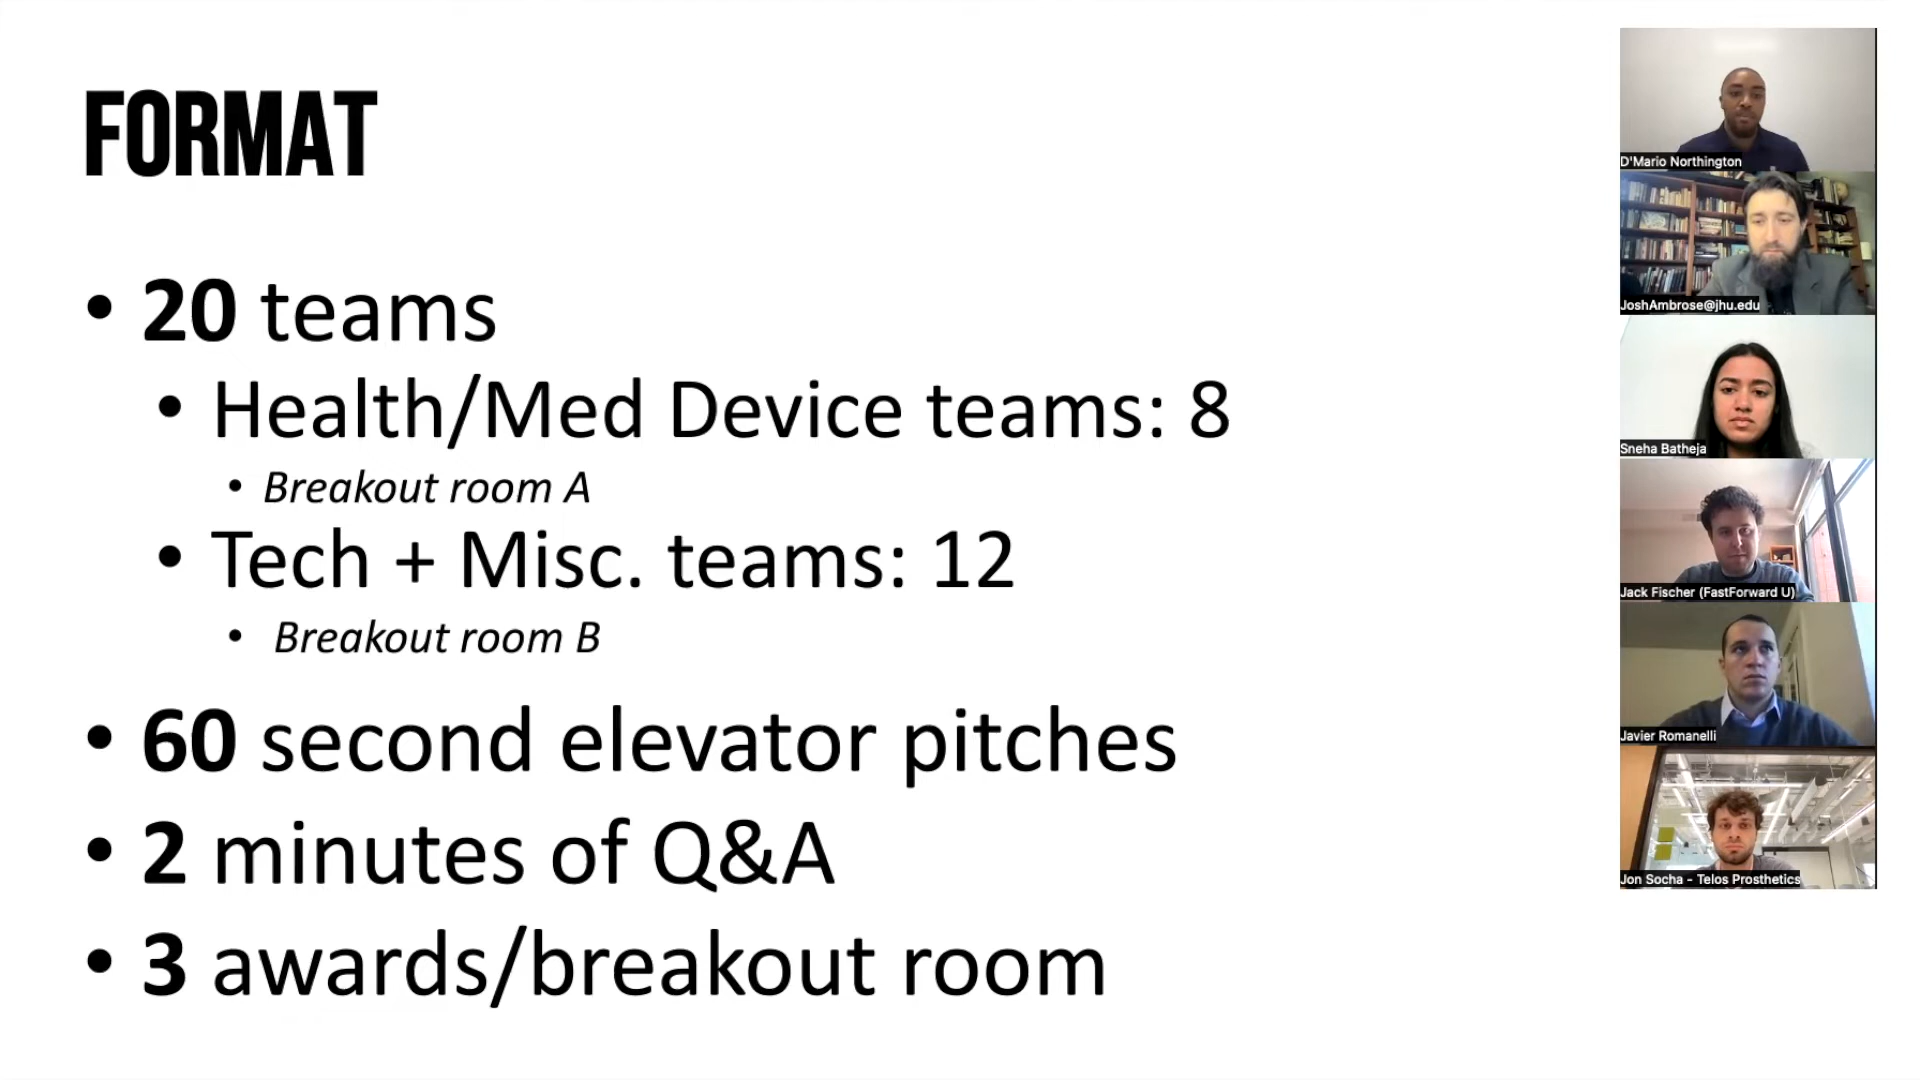 FORMAT
• 20 teams
• Health/Med Device teams: 8
• Breakout room A
• Tech + Misc. teams: 12
• Breakout room B
• 60 second elevator pitches
• 2 minutes of Q&A
• 3 awards/breakout room
D'Mario Northington
JoshAmbrose@jhu.edu
Sneha Batheja
Jack Fischer (FastForward U)
Javier Romanelli
Jon Socha - Telos Prosthetics